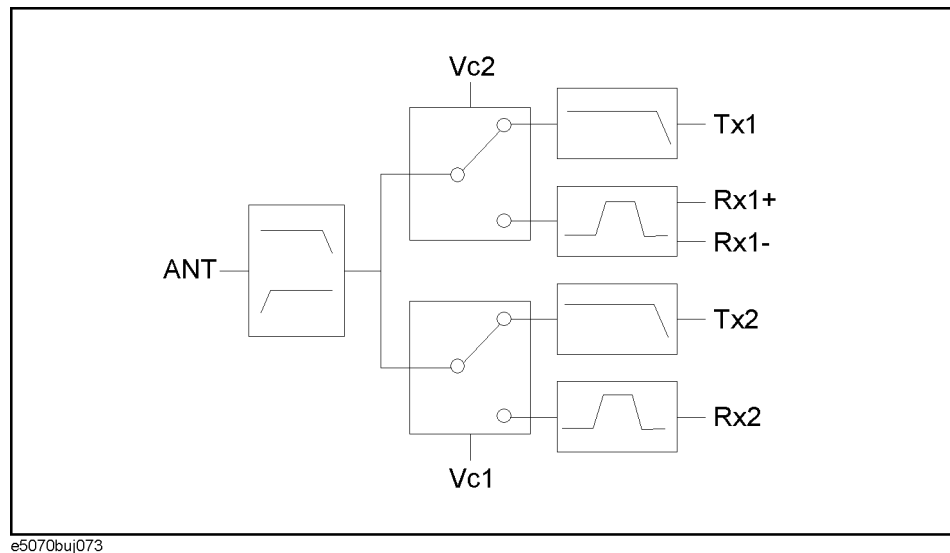 Vc2
Tx1
Rx1+
Rx1-
ANT
Tx2
Rx2
Vc1
e5070buj073